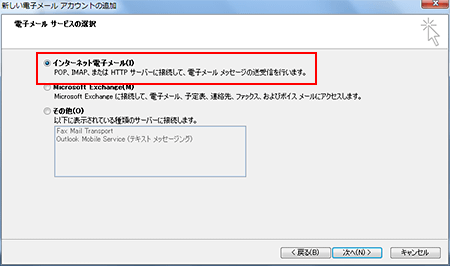 新しい電子メール アカウントの追加
電子メール サービスの選択
インターネット電子メール(I)
POP、IMAP、または HTTP サーバーに接続して、電子メール メッセージの送受信を行います。
Microsoft Exchange(M)
Microsoft Exchange に接続して、電子メール、予定表、連絡先、ファックス、およびボイス メールにアクセスします。
その他(O)
以下に表示されている種類のサーバーに接続します。
Fax Mail Transport
Outlook Mobile Service (テキスト メッセージング)
< 戻る(B)
次へ(N) >
キャンセル